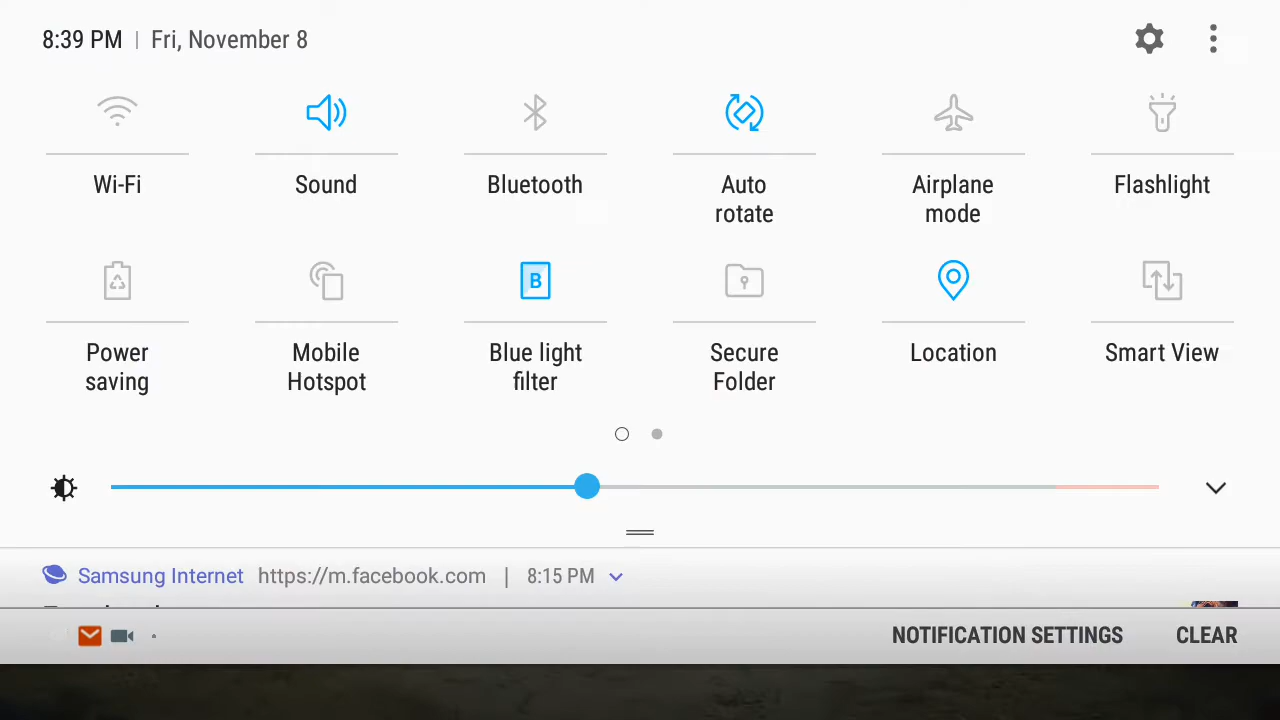 8:39 PM | Fri, November 8
Wi-Fi
Sound
Bluetooth
Auto
rotate
Airplane
mode
Flashlight
Power
saving
Mobile
Hotspot
B
Blue light
filter
Secure
Folder
Location
Smart View
Samsung Internet https://m.facebook.com | 8:15 PM
NOTIFICATION SETTINGS CLEAR